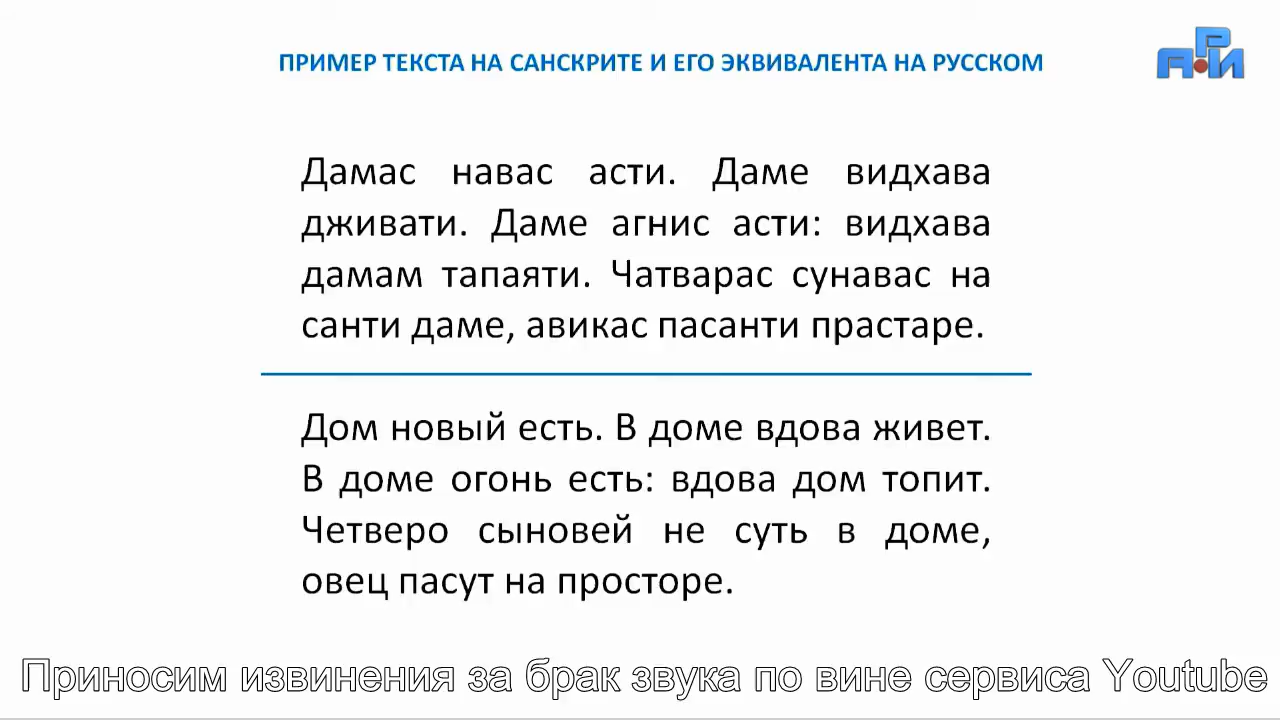 ПРИМЕР ТЕКСТА НА САНСКРИТЕ И ЕГО ЭКВИВАЛЕНТА НА РУССКОМ
АРИ
Дамас навас асти. Даме видхава
дживати. Даме агнис асти: видхава
дамам тапаяти. Чатварас сунавас на
санти даме, авикас пасанти прастаре.
Дом новый есть. В доме вдова живет.
В доме огонь есть: вдова дом топит.
Четверо сыновей не суть в доме,
овец пасут на просторе.
Приносим извинения за брак звука по вине сервиса Youtube